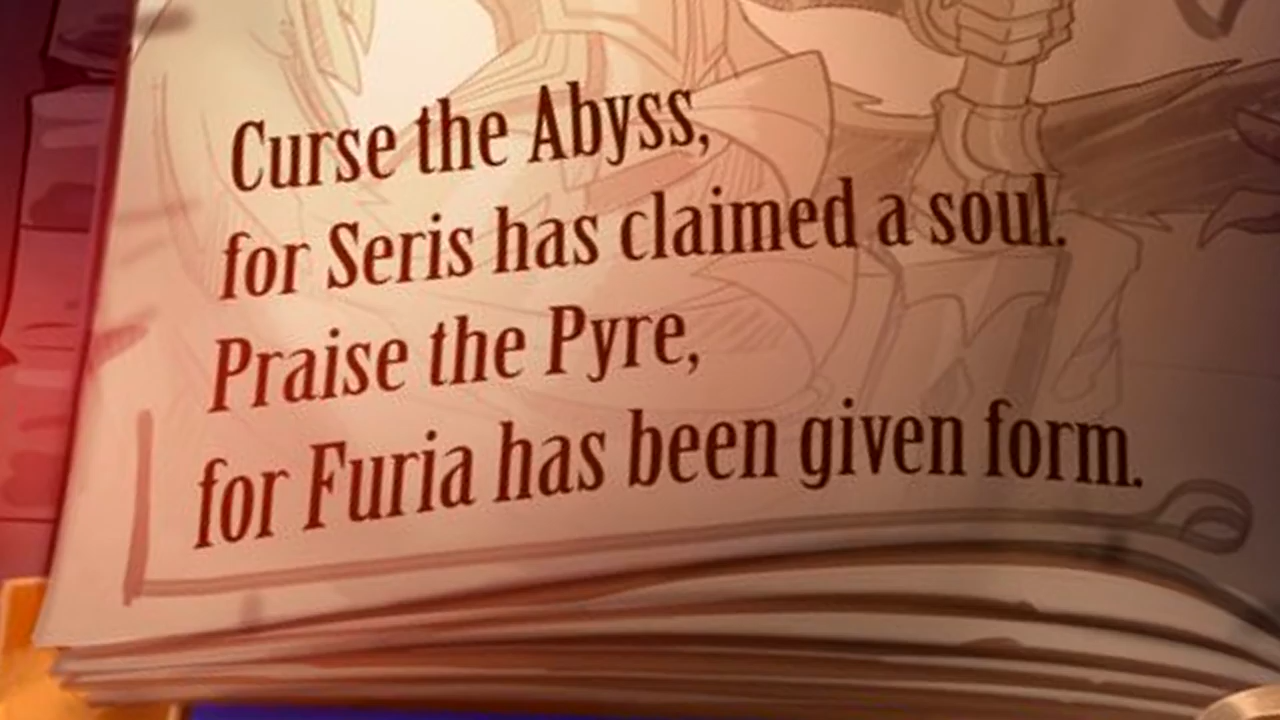 Curse the Abyss,
for Seris has claimed a soul.
Praise the Pyre,
for Furia has been given form.